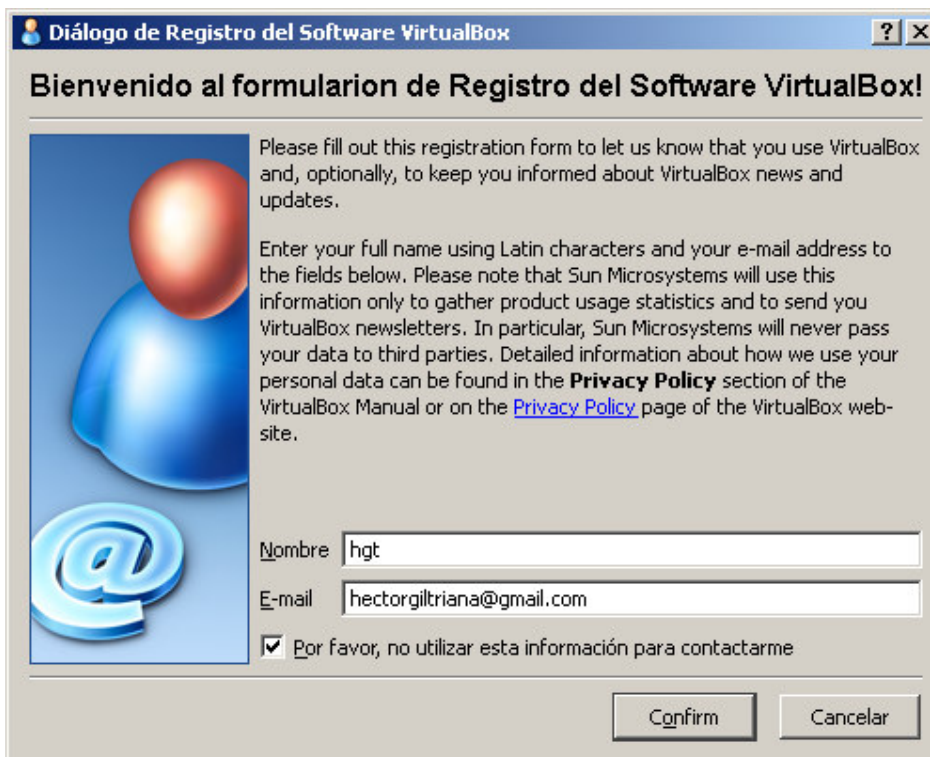 Diálogo de Registro del Software VirtualBox
Bienvenido al formularion de Registro del Software VirtualBox!
Please fill out this registration form to let us know that you use VirtualBox
and, optionally, to keep you informed about VirtualBox news and
updates.
Enter your full name using Latin characters and your e-mail address to
the fields below. Please note that Sun Microsystems will use this
information only to gather product usage statistics and to send you
VirtualBox newsletters. In particular, Sun Microsystems will never pass
your data to third parties. Detailed information about how we use your
personal data can be found in the Privacy Policy section of the
VirtualBox Manual or on the Privacy Policy page of the VirtualBox web-
site.
Nombre hgt
E-mail hectorgiltriana@gmail.com
Por favor, no utilizar esta información para contactarme
Confirm Cancelar